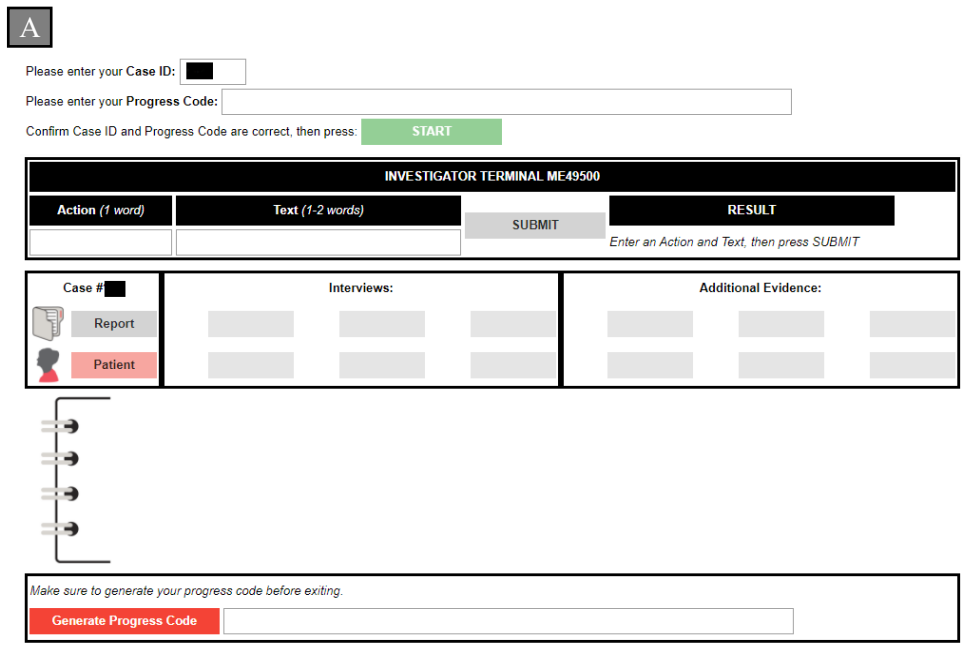 A
Please enter your Case ID:
Please enter your Progress Code:
Confirm Case ID and Progress Code are correct, then press: START
INVESTIGATOR TERMINAL ME49500
Action (1 word) Text (1-2 words) SUBMIT RESULT
Enter an Action and Text, then press SUBMIT
Case # Interviews: Additional Evidence:
Report
Patient
Make sure to generate your progress code before exiting.
Generate Progress Code